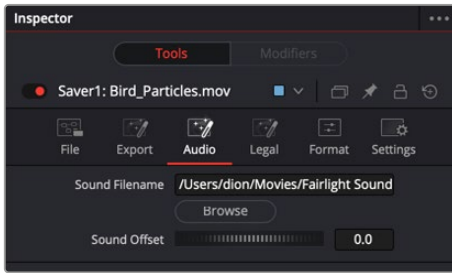 Inspector
Tools Modifiers
Saver1: Bird_Particles.mov
File Export Audio Legal Format Settings
Sound Filename /Users/dion/Movies/Fairlight Sound
Browse
Sound Offset 0.0